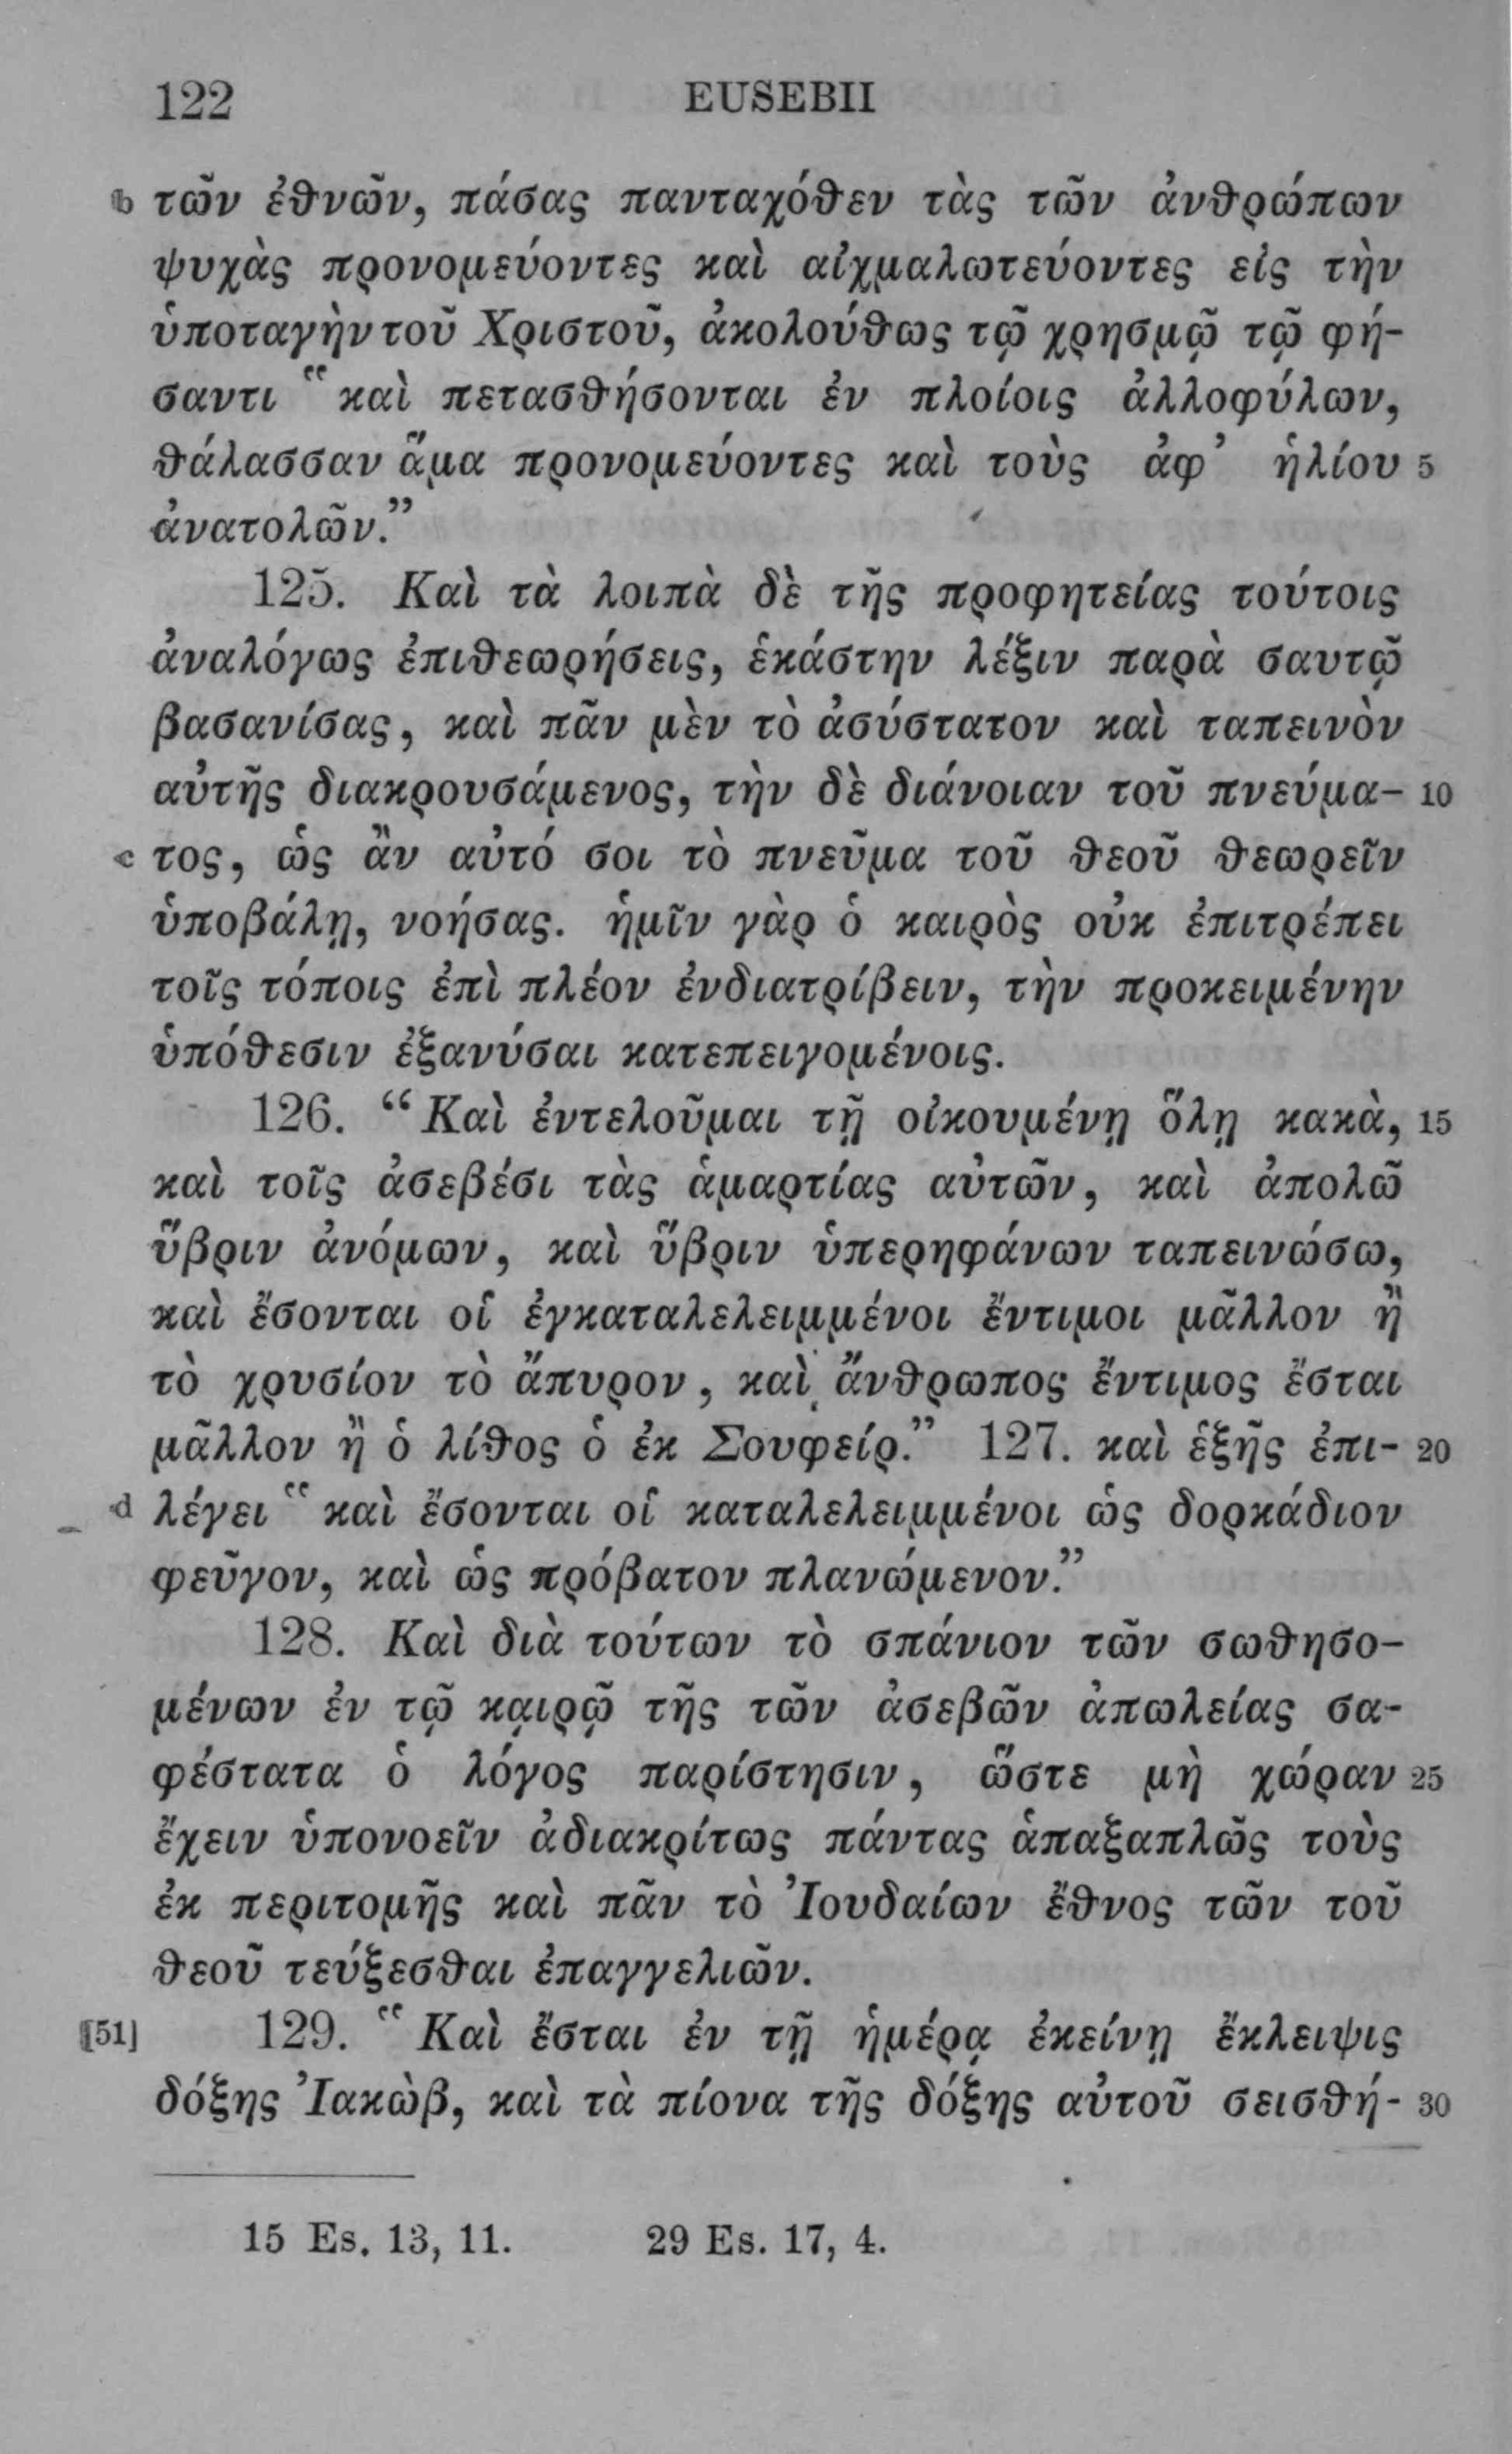 122 EUSEBII
b τῶν ἐθνῶν, πάσας πανταχόθεν τὰς τῶν ἀνθρώπων
ψυχὰς προνομεύοντες καὶ αἰχμαλωτεύοντες εἰς τὴν
ὑποταγὴν τοῦ Χριστοῦ, ἀκολούθως τῷ χρησμῷ τῷ φή-
σαντι “καὶ πετασθήσονται ἐν πλοίοις ἀλλοφύλων,
θάλασσαν ἅμα προνομεύοντες καὶ τοὺς ἀφ’ ἡλίου 5
ἀνατολῶν.”
125. Καὶ τὰ λοιπὰ δὲ τῆς προφητείας τούτοις
ἀναλόγως ἐπιθεωρήσεις, ἑκάστην λέξιν παρὰ σαυτῷ
βασανίσας, καὶ πᾶν μὲν τὸ ἀσύστατον καὶ ταπεινὸν
αὐτῆς διακρουσάμενος, τὴν δὲ διάνοιαν τοῦ πνεύμα- 10
c τος, ὡς ἂν αὐτό σοι τὸ πνεῦμα τοῦ θεοῦ θεωρεῖν
ὑποβάλῃ, νοήσας. ἡμῖν γὰρ ὁ καιρὸς οὐκ ἐπιτρέπει
τοῖς τόποις ἐπὶ πλέον ἐνδιατρίβειν, τὴν προκειμένην
ὑπόθεσιν ἐξανύσαι κατεπειγομένοις.
126. “Καὶ ἐντελοῦμαι τῇ οἰκουμένῃ ὅλῃ κακὰ, 15
καὶ τοῖς ἀσεβέσι τὰς ἁμαρτίας αὐτῶν, καὶ ἀπολῶ
ὕβριν ἀνόμων, καὶ ὕβριν ὑπερηφάνων ταπεινώσω,
καὶ ἔσονται οἱ ἐγκαταλελειμμένοι ἔντιμοι μᾶλλον ἢ
τὸ χρυσίον τὸ ἄπυρον, καὶ ἄνθρωπος ἔντιμος ἔσται
μᾶλλον ἢ ὁ λίθος ὁ ἐκ Σουφείρ.” 127. καὶ ἑξῆς ἐπι- 20
d λέγει “καὶ ἔσονται οἱ καταλελειμμένοι ὡς δορκάδιον
φεῦγον, καὶ ὡς πρόβατον πλανώμενον.”
128. Καὶ διὰ τούτων τὸ σπάνιον τῶν σωθησο-
μένων ἐν τῷ καιρῷ τῆς τῶν ἀσεβῶν ἀπωλείας σα-
φέστατα ὁ λόγος παρίστησιν, ὥστε μὴ χώραν 25
ἔχειν ὑπονοεῖν ἀδιακρίτως πάντας ἁπαξαπλῶς τοὺς
ἐκ περιτομῆς καὶ πᾶν τὸ Ἰουδαίων ἔθνος τῶν τοῦ
θεοῦ τεύξεσθαι ἐπαγγελιῶν.
[51] 129. “Καὶ ἔσται ἐν τῇ ἡμέρᾳ ἐκείνῃ ἔκλειψις
δόξης Ἰακὼβ, καὶ τὰ πίονα τῆς δόξης αὐτοῦ σεισθή- 30
15 Es. 13, 11. 29 Es. 17, 4.